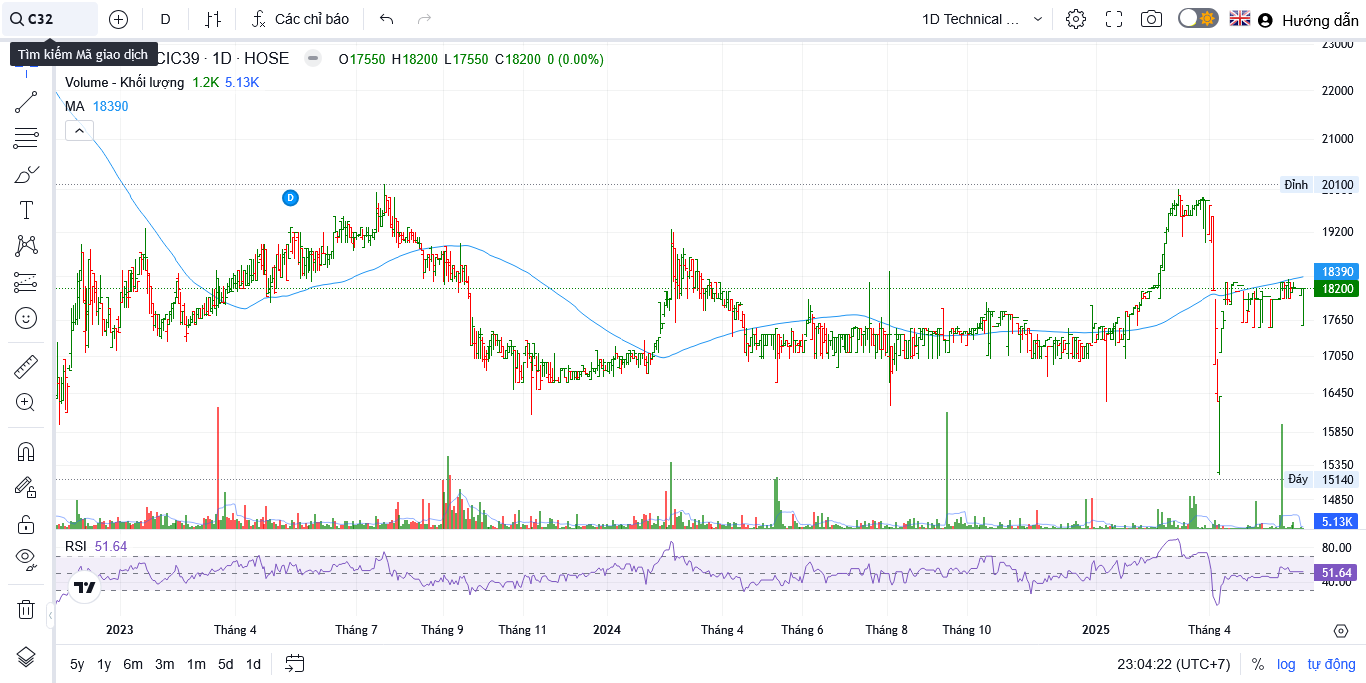 C32 D Các chỉ báo 1D Technical ... Hướng dẫn
Tìm kiếm Mã giao dịch
CIC39 · 1D · HOSE O17550 H18200 L17550 C18200 0 (0.00%)
Volume - Khối lượng 1.2K 5.13K
MA 18390
23000
22000
21000
D
Đỉnh 20100
19200
18390
18200
17650
17050
16450
15850
15350
Đáy 15140
14850
5.13K
RSI 51.64
80.00
51.64
40.00
2023 Tháng 4 Tháng 7 Tháng 9 Tháng 11 2024 Tháng 4 Tháng 6 Tháng 8 Tháng 10 2025 Tháng 4
5y 1y 6m 3m 1m 5d 1d 23:04:22 (UTC+7) % log tự động